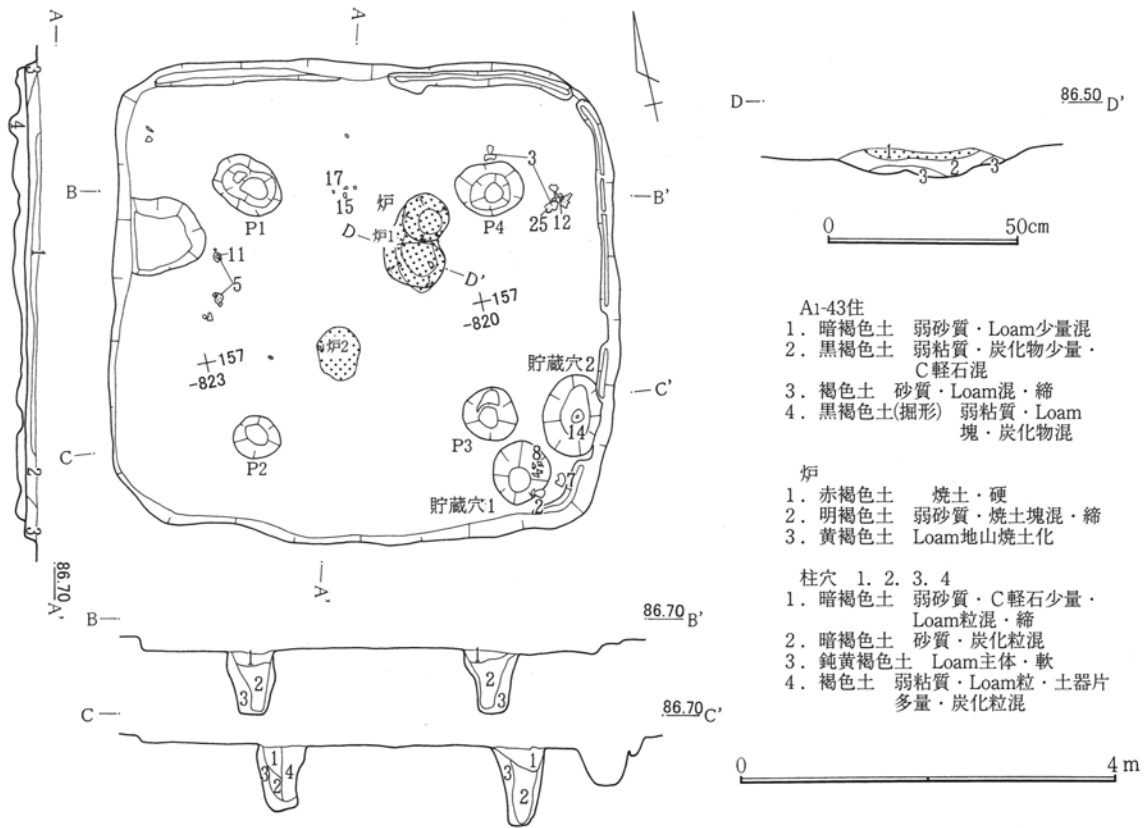 A
A
B
B'
P1
17
15
炉
炉1
D
D'
3
P4
25 12
11
5
157
-820
炉2
157
-823
貯蔵穴2
C'
14
P3
P2
C
8
7
貯蔵穴1
2
A'
3
4
1
2
3
86.70
A'
B
86.70 B'
2
3
2
3
C
86.70 C'
1
3
2
4
1
3
2
D
86.50 D'
1
2
3
3
0 50cm
A1-43住
1. 暗褐色土 弱砂質・Loam少量混
2. 黒褐色土 弱粘質・炭化物少量・
C軽石混
3. 褐色土 砂質・Loam混・締
4. 黒褐色土(掘形) 弱粘質・Loam
塊・炭化物混
炉
1. 赤褐色土 焼土・硬
2. 明褐色土 弱砂質・焼土塊混・締
3. 黄褐色土 Loam地山焼土化
柱穴 1. 2. 3. 4
1. 暗褐色土 弱砂質・C軽石少量・
Loam粒混・締
2. 暗褐色土 砂質・炭化粒混
3. 鈍黄褐色土 Loam主体・軟
4. 褐色土 弱粘質・Loam粒・土器片
多量・炭化粒混
0 4 m